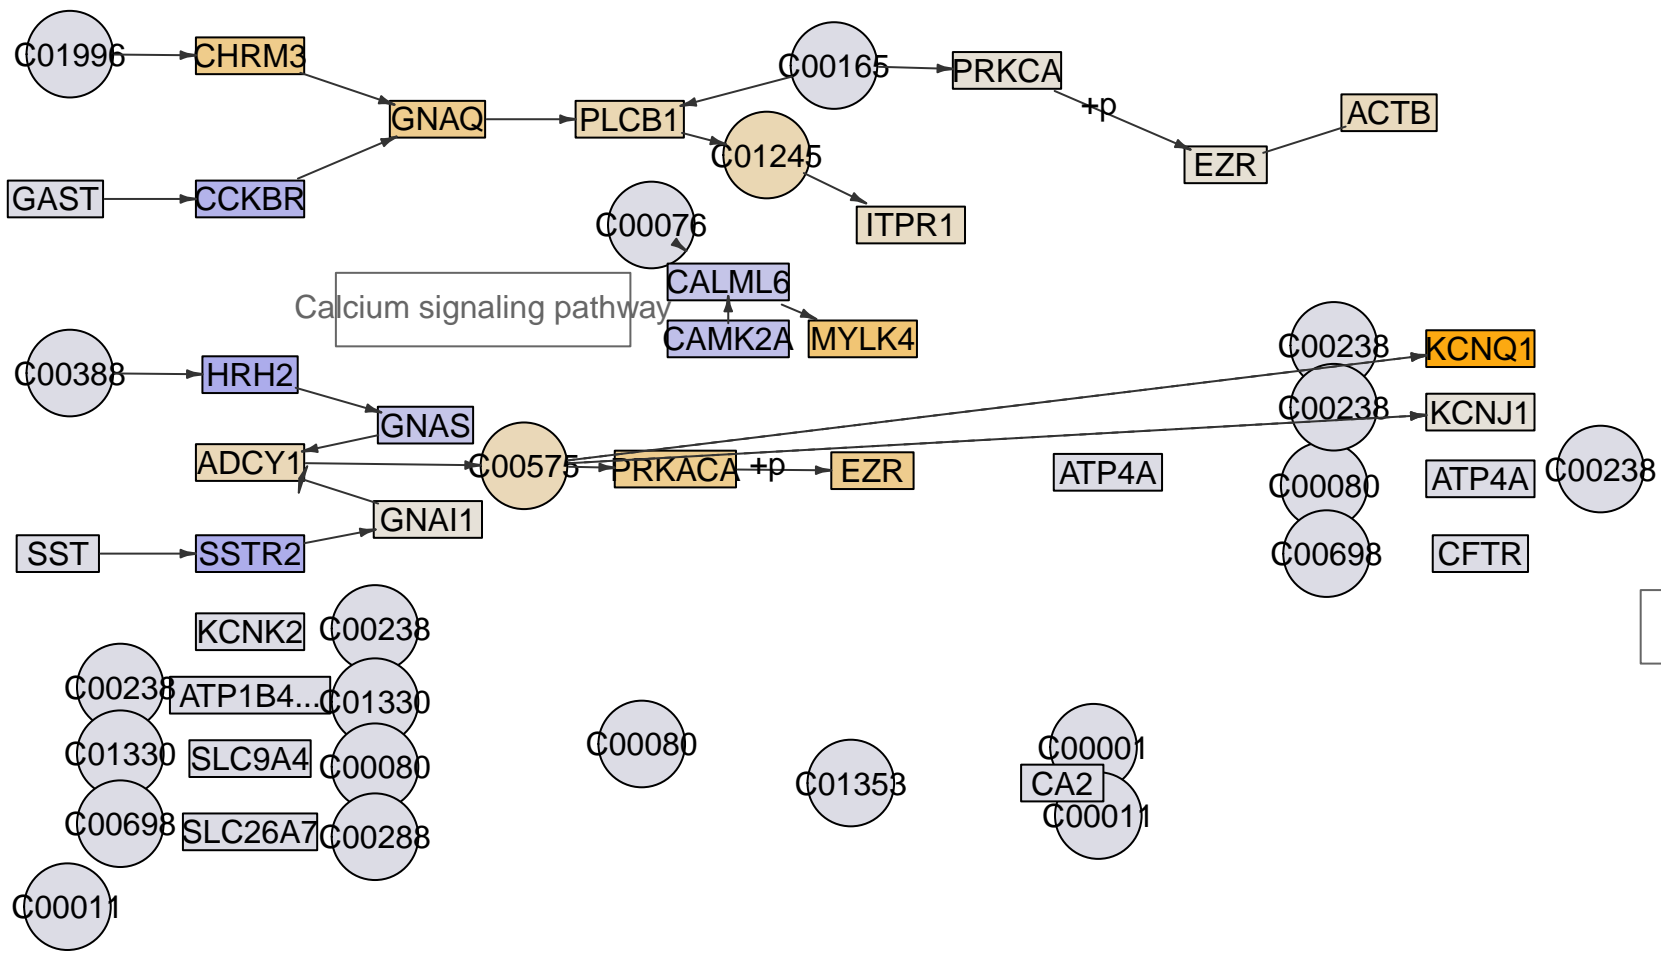 C01996
CHRM3
C00165
PRKCA
+p
ACTB
GNAQ
PLCB1
C01245
EZR
GAST
CCKBR
C00076
ITPR1
CALML6
Calcium signaling pathway
CAMK2A
MYLK4
C00238
KCNQ1
C00388
HRH2
C00238
KCNJ1
GNAS
ADCY1
C00575
PRKACA
+p
EZR
ATP4A
C00080
ATP4A
C00238
GNAI1
SST
SSTR2
C00698
CFTR
KCNK2
C00238
C00238
ATP1B4...
C01330
C01330
SLC9A4
C00080
C00080
C01353
C00001
CA2
C00011
C00698
SLC26A7
C00288
C00011